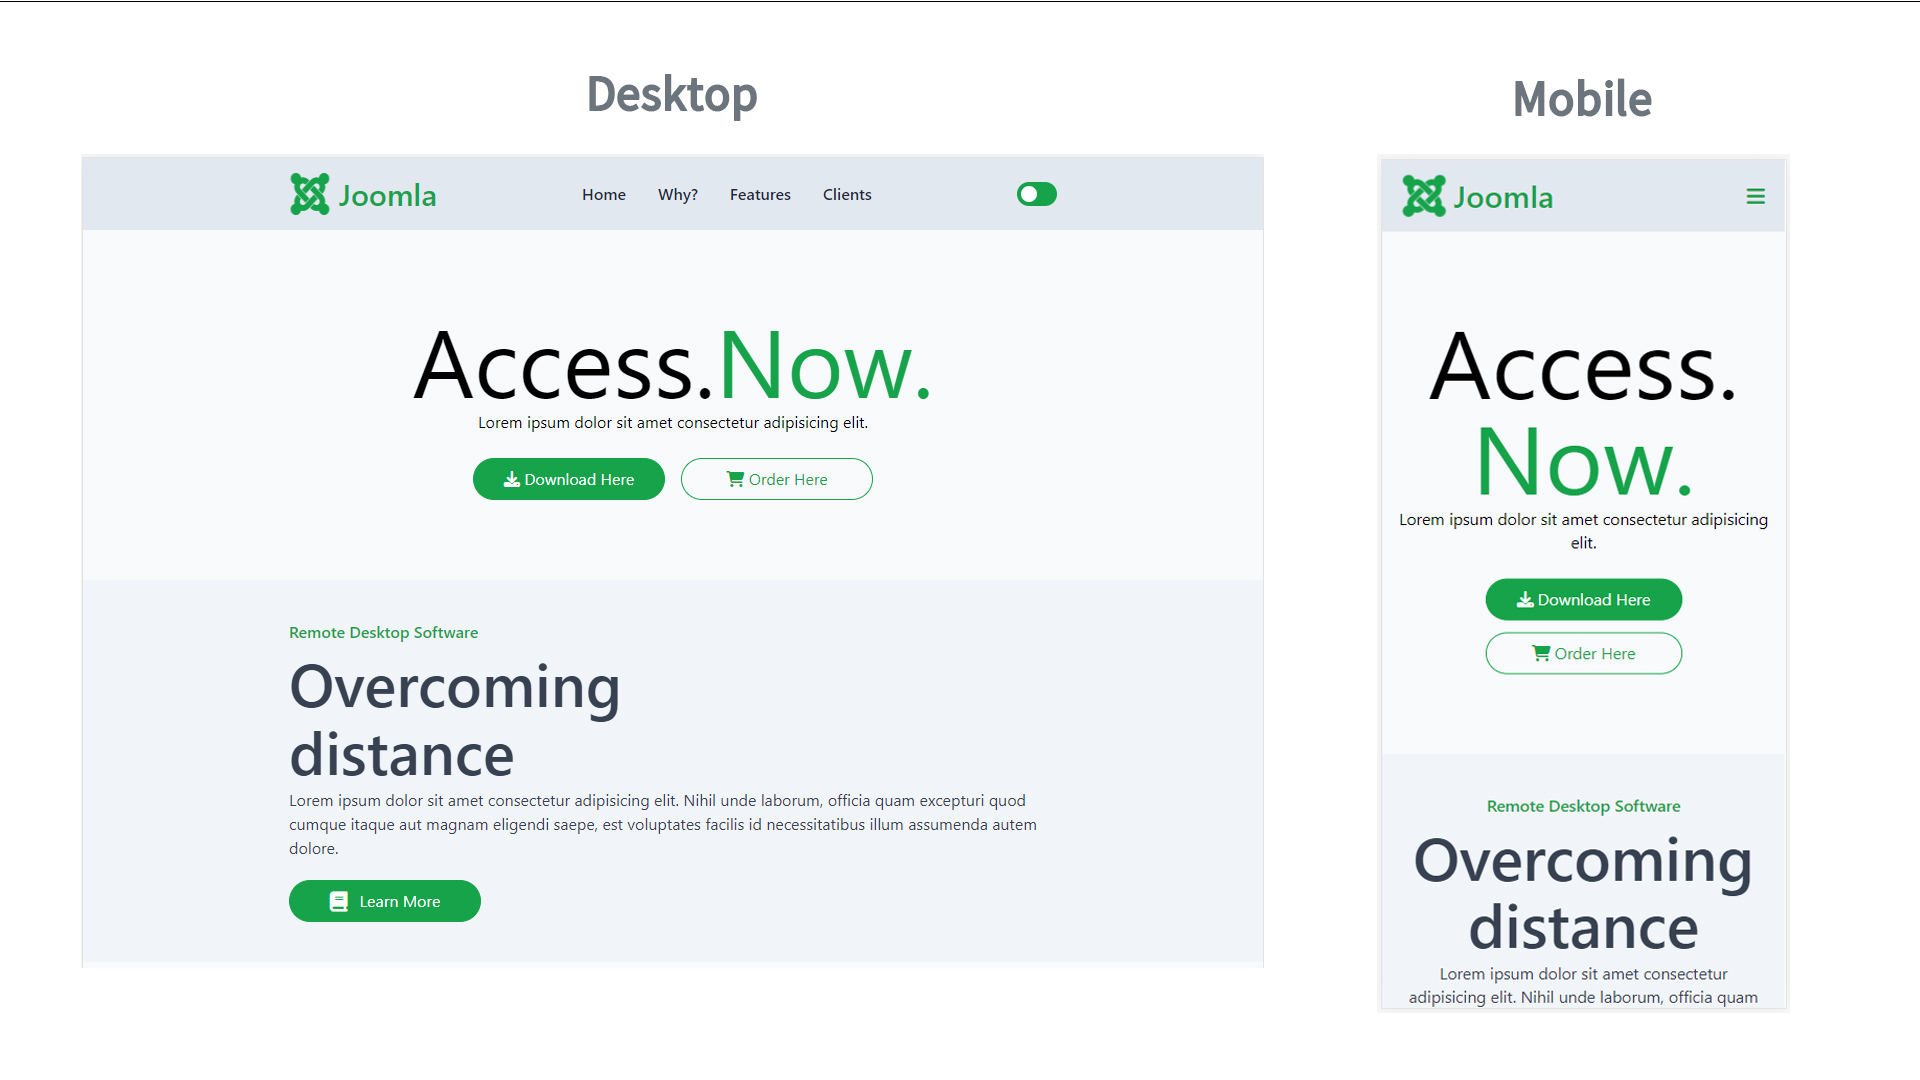 Desktop
Joomla
Home Why? Features Clients
Access.Now.
Lorem ipsum dolor sit amet consectetur adipisicing elit.
Download Here Order Here
Remote Desktop Software
Overcoming
distance
Lorem ipsum dolor sit amet consectetur adipisicing elit. Nihil unde laborum, officia quam excepturi quod
cumque itaque aut magnam eligendi saepe, est voluptates facilis id necessitatibus illum assumenda autem
dolore.
Learn More
Mobile
Joomla
Access.
Now.
Lorem ipsum dolor sit amet consectetur adipisicing
elit.
Download Here
Order Here
Remote Desktop Software
Overcoming
distance
Lorem ipsum dolor sit amet consectetur
adipisicing elit. Nihil unde laborum, officia quam